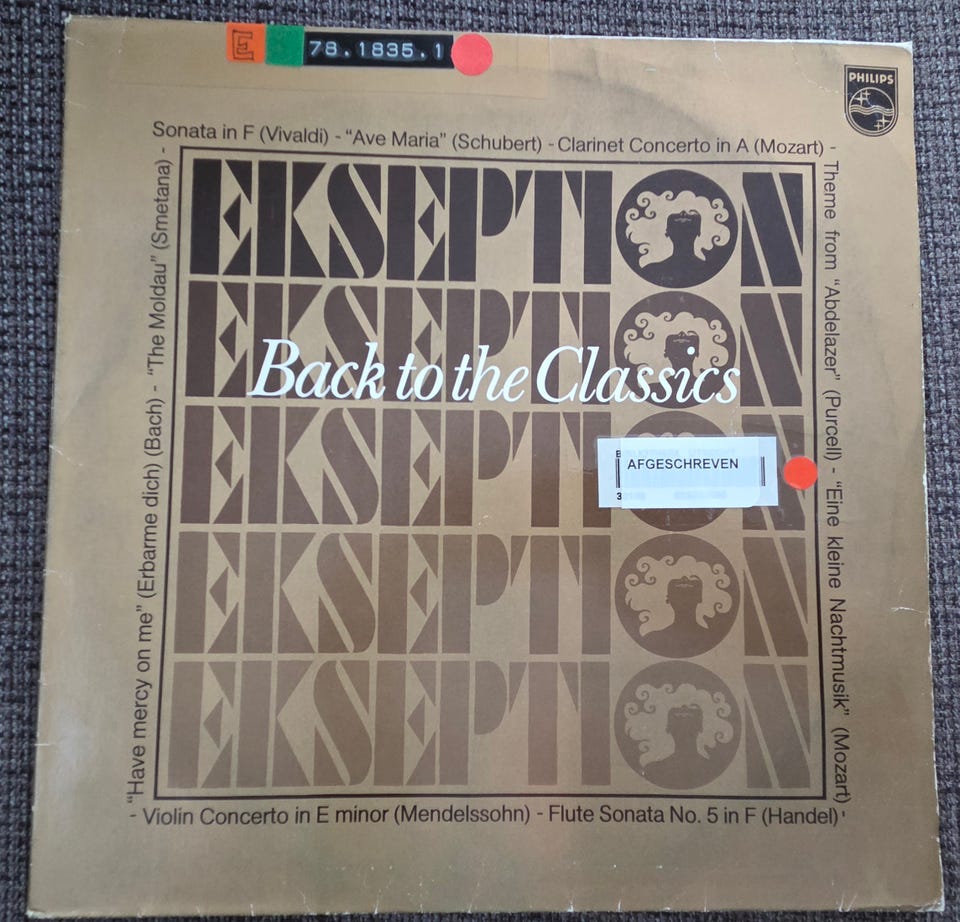 E
78.1835.1
PHILIPS
Sonata in F (Vivaldi) - "Ave Maria" (Schubert) - Clarinet Concerto in A (Mozart) -
Theme from "Abdelazer" (Purcell) - "Eine kleine Nachtmusik" (Mozart)
EKSEPTION
EKSEPTION
Back to the Classics
EKSEPTION
AFGESCHREVEN
EKSEPTION
EKSEPTION
"Have mercy on me" (Erbarme dich) (Bach) - "The Moldau" (Smetana) -
- Violin Concerto in E minor (Mendelssohn) - Flute Sonata No. 5 in F (Handel)